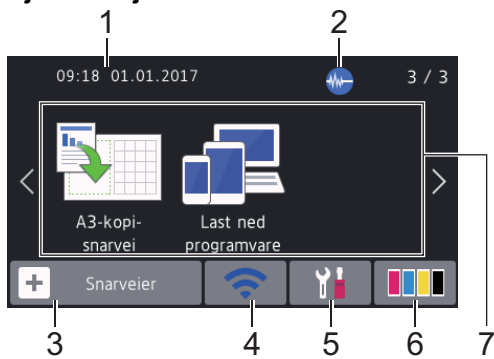 1
2
09:18 01.01.2017
3 / 3
A3-kopi-
snarvei
Last ned
programvare
Snarveier
3
4
5
6
7